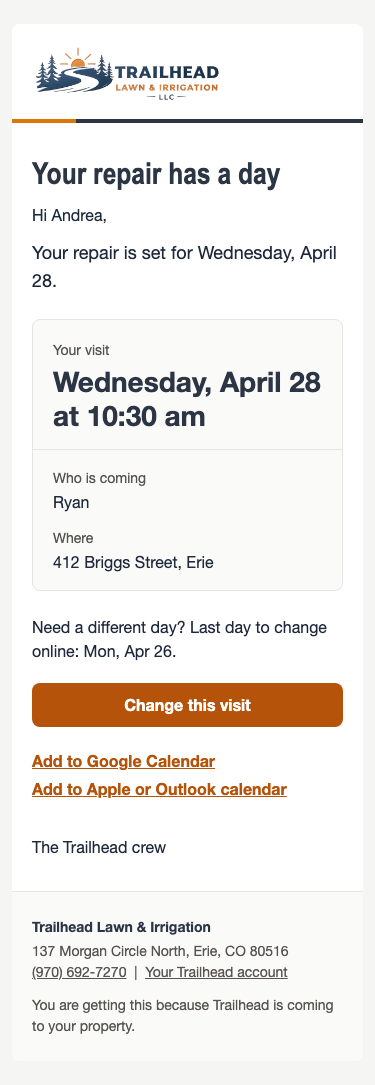 TRAILHEAD
LAWN & IRRIGATION
LLC
Your repair has a day
Hi Andrea,
Your repair is set for Wednesday, April
28.
Your visit
Wednesday, April 28
at 10:30 am
Who is coming
Ryan
Where
412 Briggs Street, Erie
Need a different day? Last day to change
online: Mon, Apr 26.
Change this visit
Add to Google Calendar
Add to Apple or Outlook calendar
The Trailhead crew
Trailhead Lawn & Irrigation
137 Morgan Circle North, Erie, CO 80516
(970) 692-7270 | Your Trailhead account
You are getting this because Trailhead is coming
to your property.